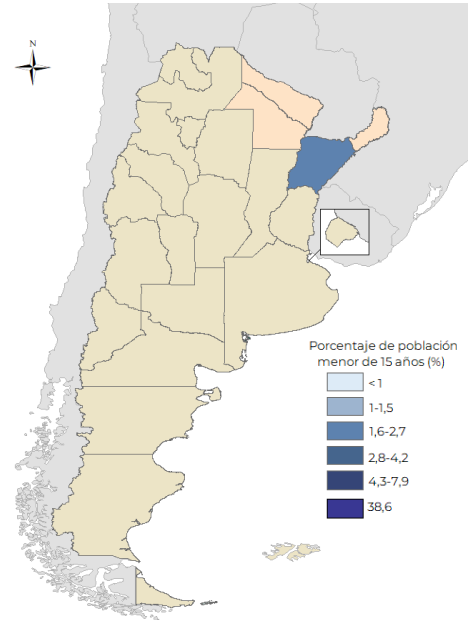 N
Porcentaje de población
menor de 15 años (%)
<1
1-1,5
1,6-2,7
2,8-4,2
4,3-7,9
38,6